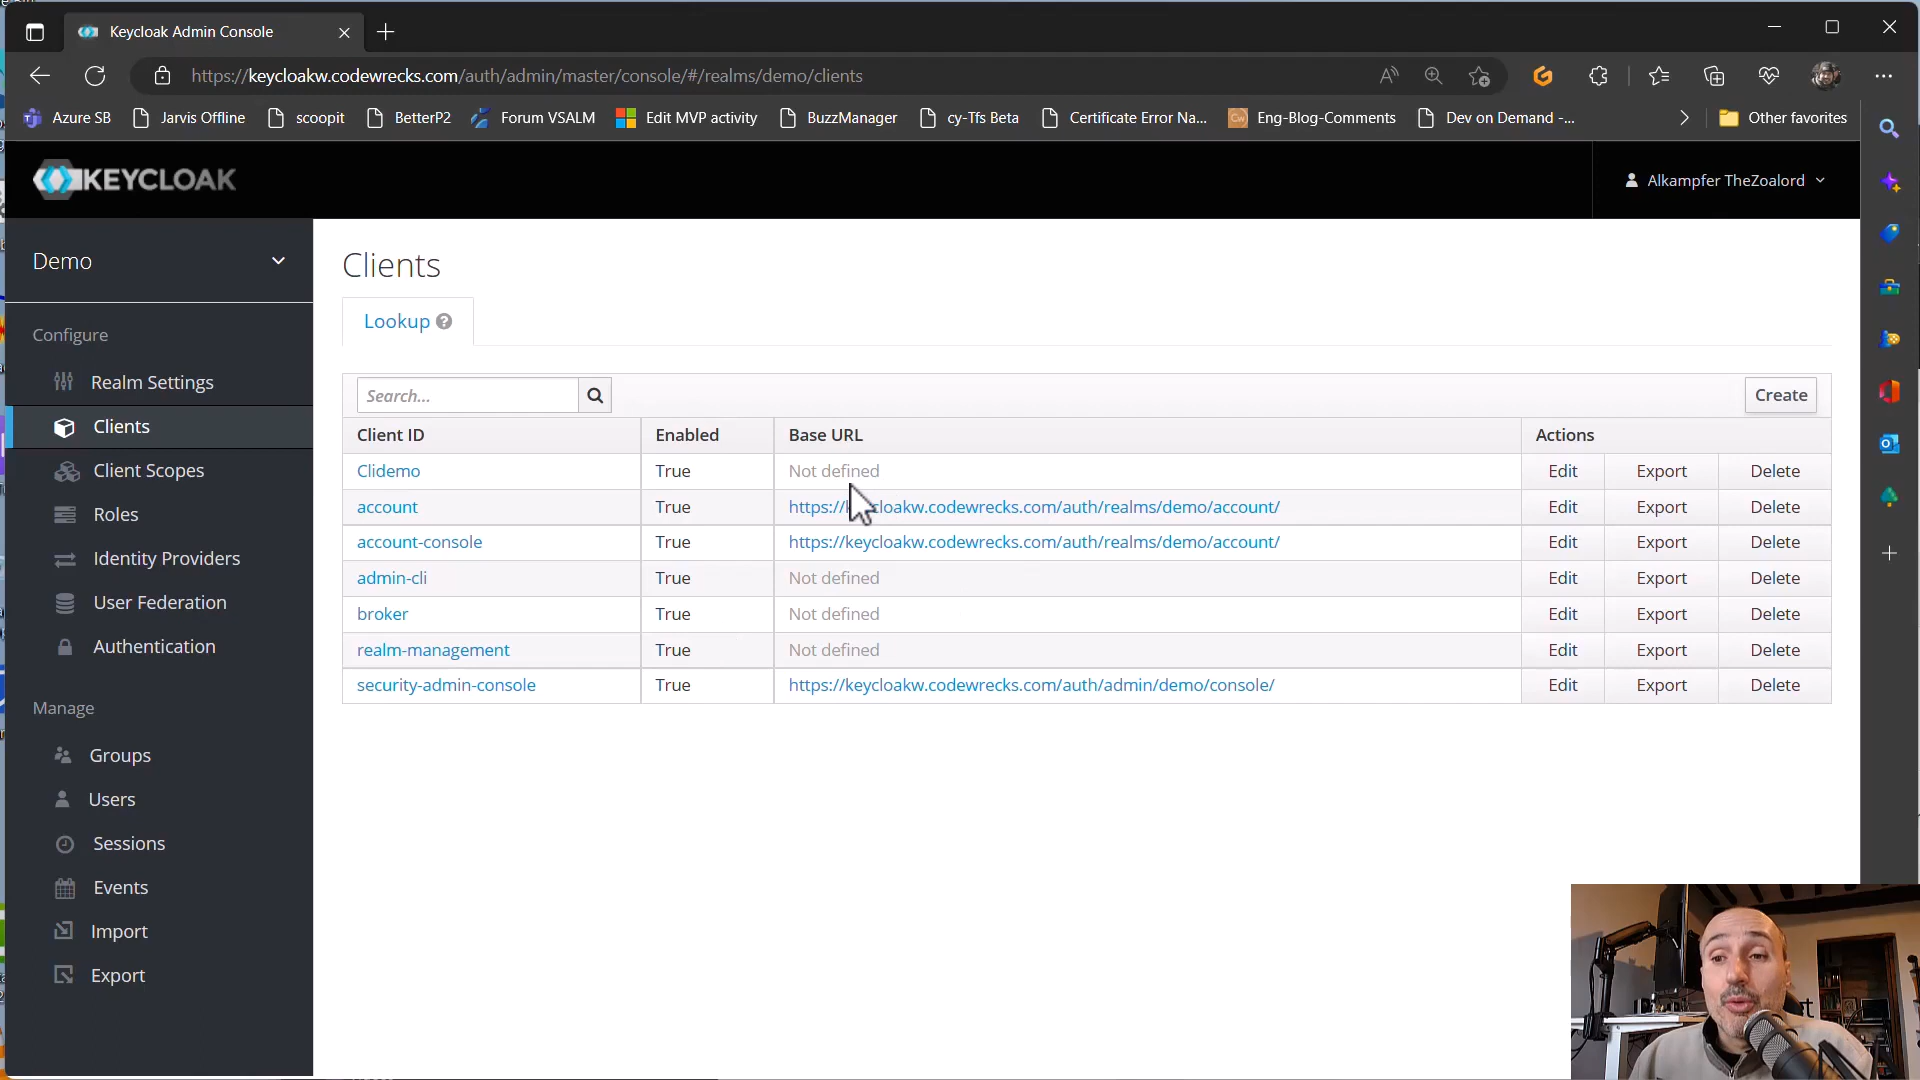 Keycloak Admin Console
https://keycloakw.codewrecks.com/auth/admin/master/console/#/realms/demo/clients
Azure SB
Jarvis Offline
scoopit
BetterP2
Forum VSALM
Edit MVP activity
BuzzManager
cy-Tfs Beta
Certificate Error Na...
Eng-Blog-Comments
Dev on Demand -...
Other favorites
KEYCLOAK
Alkampfer TheZoalord
Demo
Configure
Realm Settings
Clients
Client Scopes
Roles
Identity Providers
User Federation
Authentication
Manage
Groups
Users
Sessions
Events
Import
Export
Clients
Lookup
Search...
Create
Client ID Enabled Base URL Actions
Clidemo True Not defined Edit Export Delete
account True https://keycloakw.codewrecks.com/auth/realms/demo/account/ Edit Export Delete
account-console True https://keycloakw.codewrecks.com/auth/realms/demo/account/ Edit Export Delete
admin-cli True Not defined Edit Export Delete
broker True Not defined Edit Export Delete
realm-management True Not defined Edit Export Delete
security-admin-console True https://keycloakw.codewrecks.com/auth/admin/demo/console/ Edit Export Delete